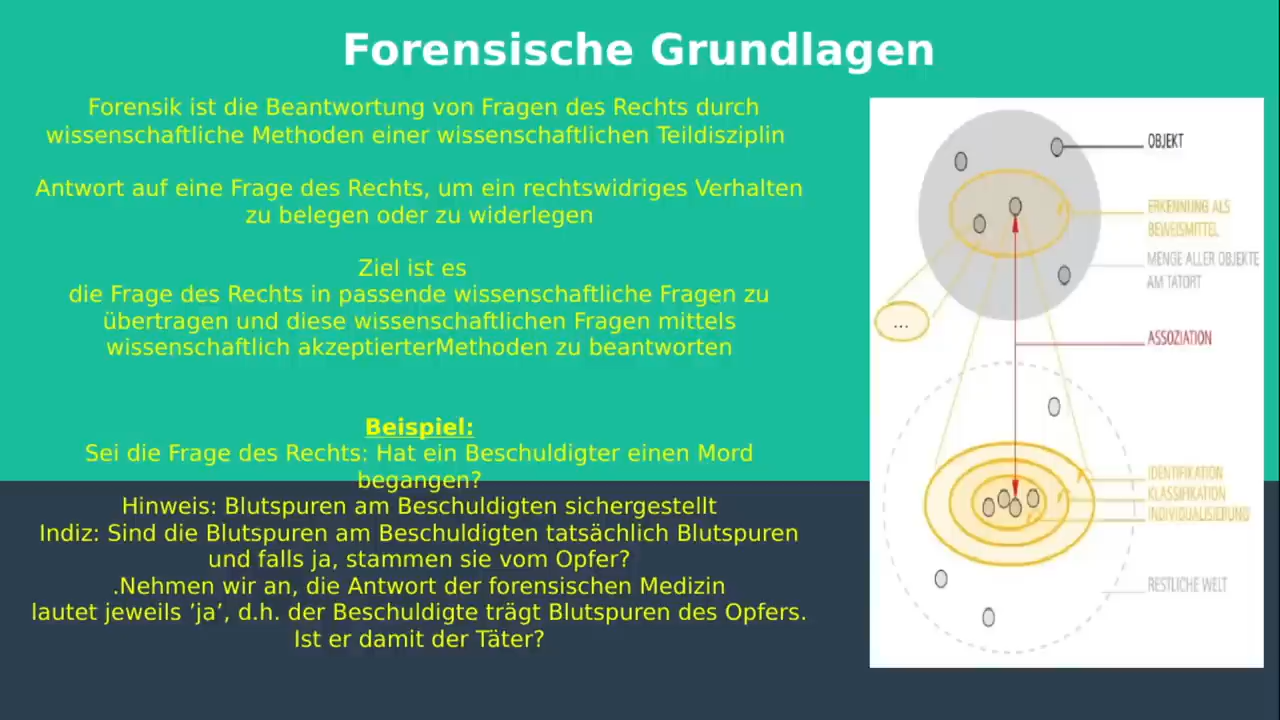 Forensische Grundlagen
Forensik ist die Beantwortung von Fragen des Rechts durch
wissenschaftliche Methoden einer wissenschaftlichen Teildisziplin
Antwort auf eine Frage des Rechts, um ein rechtswidriges Verhalten
zu belegen oder zu widerlegen
Ziel ist es
die Frage des Rechts in passende wissenschaftliche Fragen zu
übertragen und diese wissenschaftlichen Fragen mittels
wissenschaftlich akzeptierterMethoden zu beantworten
Beispiel:
Sei die Frage des Rechts: Hat ein Beschuldigter einen Mord
begangen?
Hinweis: Blutspuren am Beschuldigten sichergestellt
Indiz: Sind die Blutspuren am Beschuldigten tatsächlich Blutspuren
und falls ja, stammen sie vom Opfer?
.Nehmen wir an, die Antwort der forensischen Medizin
lautet jeweils ’ja’, d.h. der Beschuldigte trägt Blutspuren des Opfers.
Ist er damit der Täter?
OBJEKT
ERKENNUNG ALS
BEWEISMITTEL
MENGE ALLER OBJEKTE
AM TATORT
...
ASSOZIATION
IDENTIFIKATION
KLASSIFIKATION
INDIVIDUALISIERUNG
RESTLICHE WELT